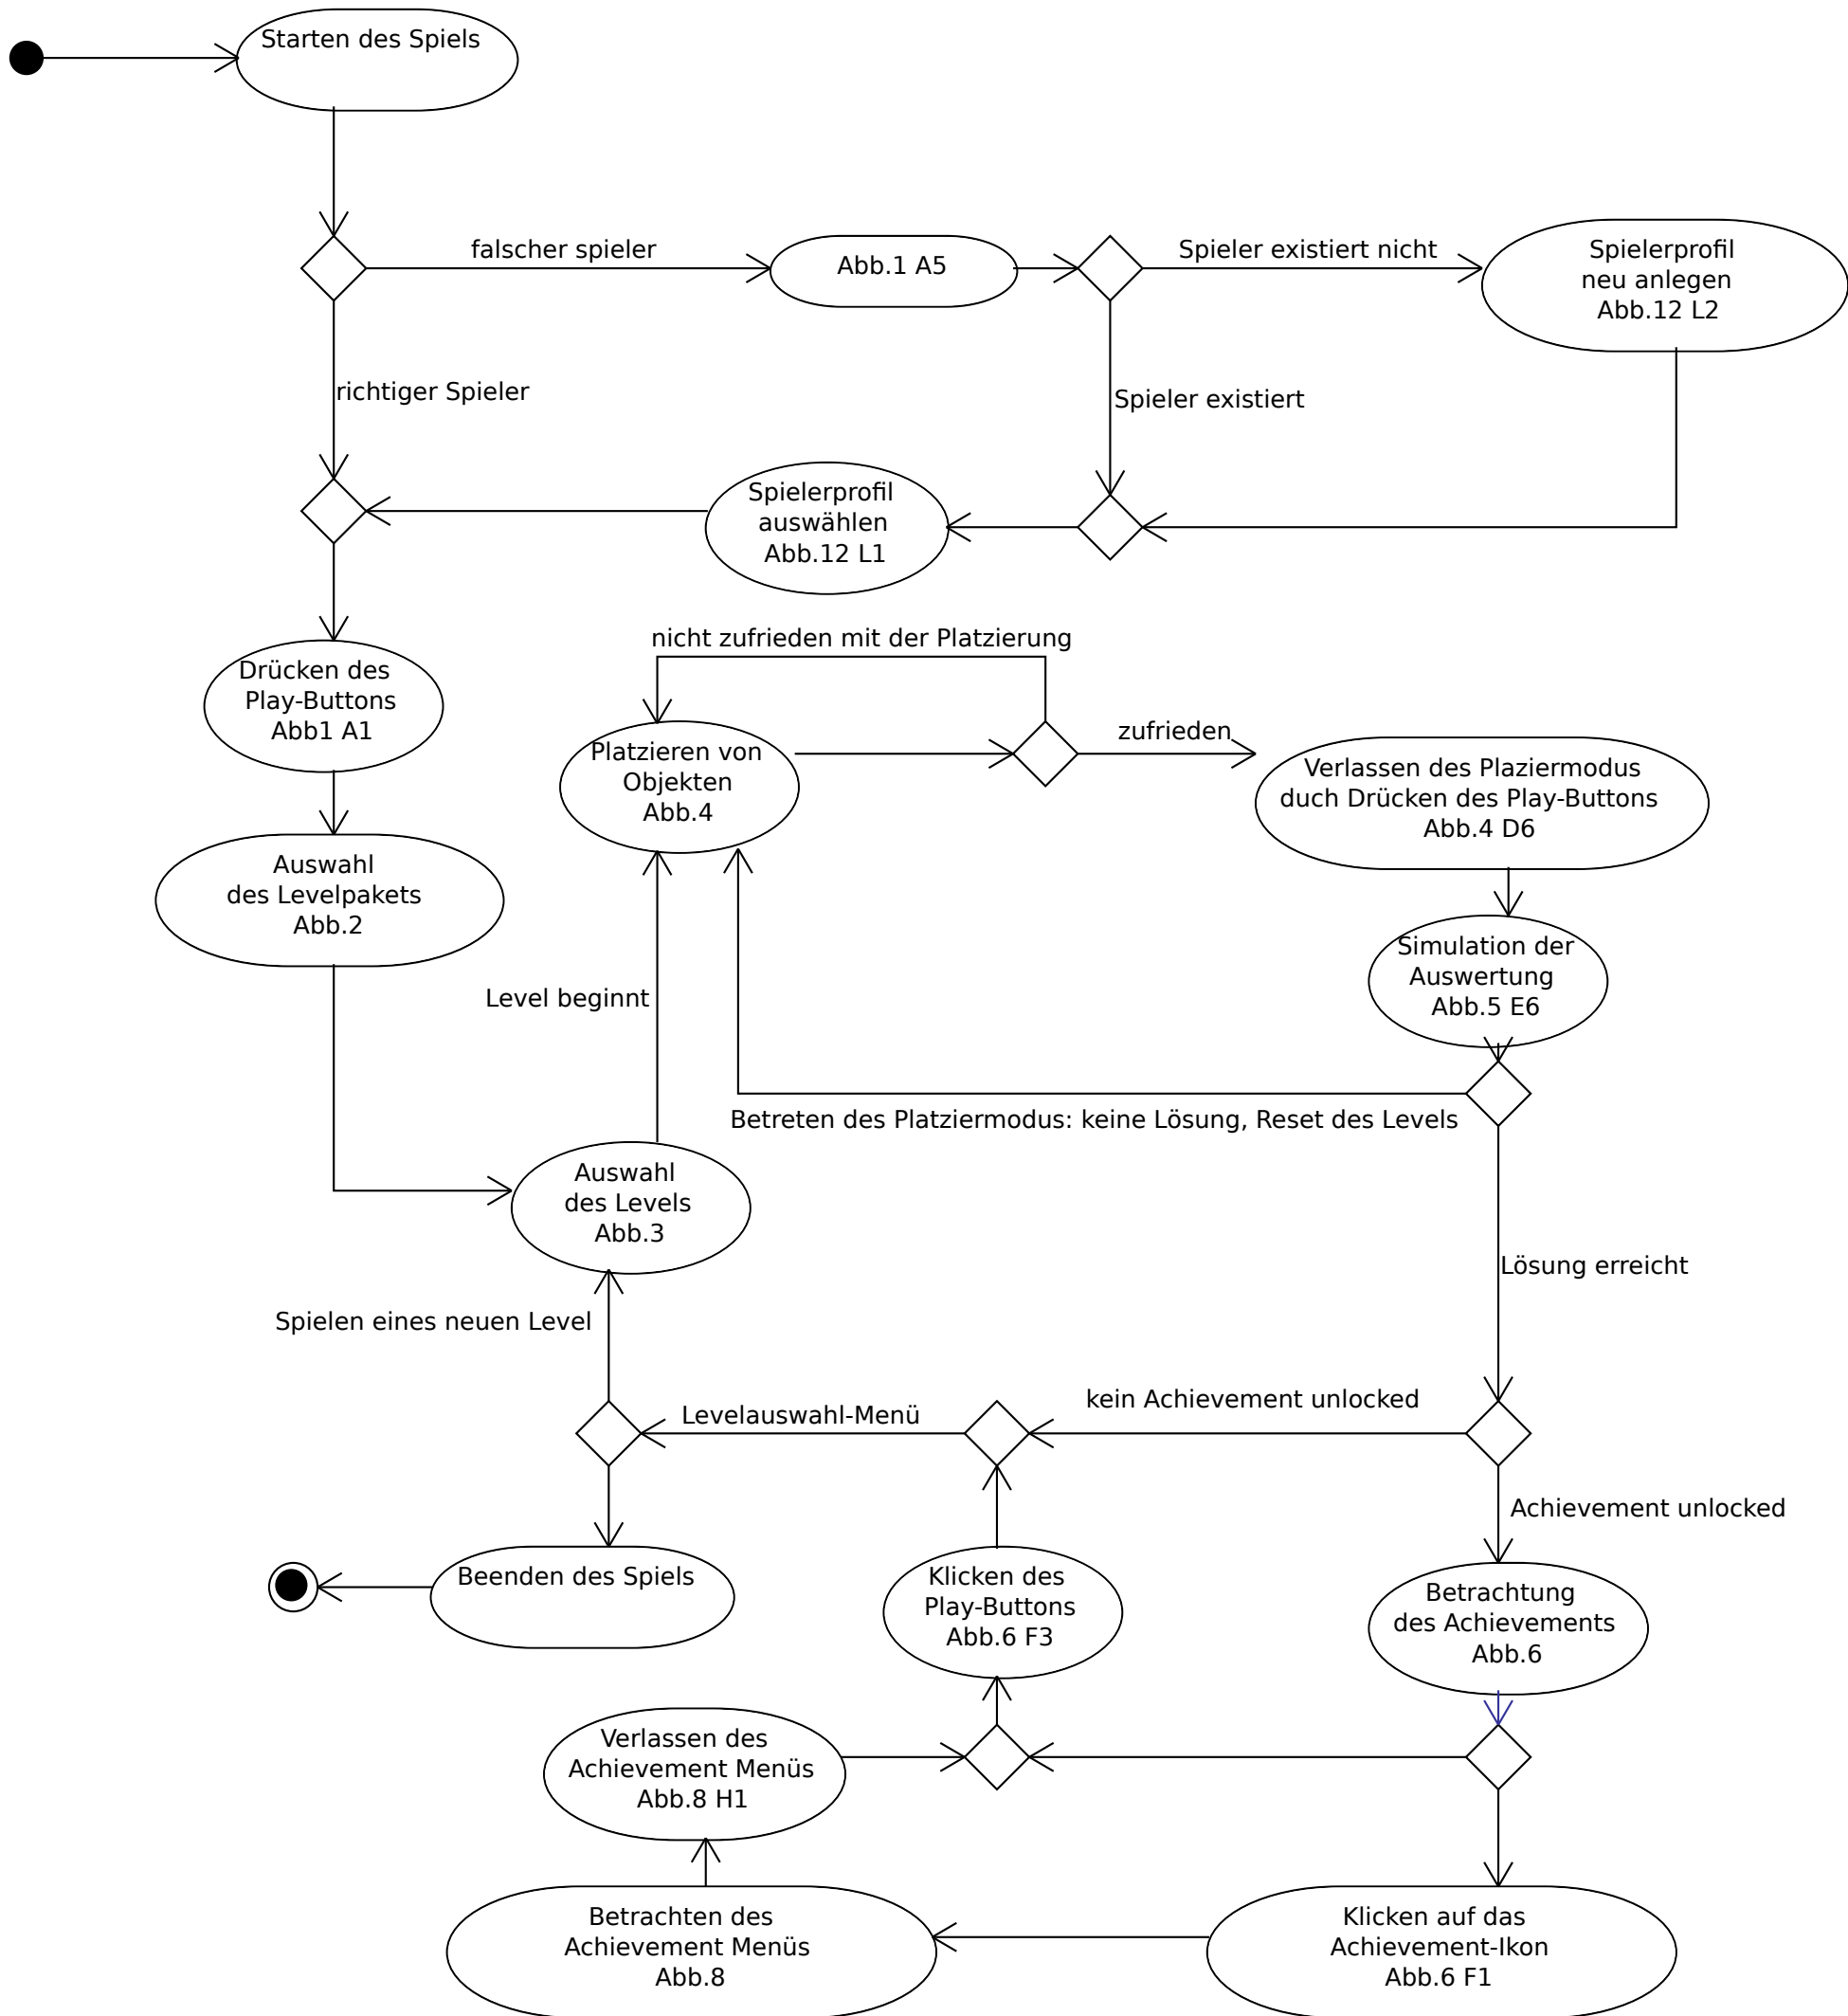 Starten des Spiels
falscher spieler
Abb.1 A5
Spieler existiert nicht
Spielerprofil
neu anlegen
Abb.12 L2
richtiger Spieler
Spieler existiert
Spielerprofil
auswählen
Abb.12 L1
Drücken des
Play-Buttons
Abb1 A1
nicht zufrieden mit der Platzierung
Platzieren von
Objekten
Abb.4
zufrieden
Verlassen des Plaziermodus
duch Drücken des Play-Buttons
Abb.4 D6
Auswahl
des Levelpakets
Abb.2
Simulation der
Auswertung
Abb.5 E6
Level beginnt
Betreten des Platziermodus: keine Lösung, Reset des Levels
Auswahl
des Levels
Abb.3
Lösung erreicht
Spielen eines neuen Level
Levelauswahl-Menü
kein Achievement unlocked
Achievement unlocked
Beenden des Spiels
Klicken des
Play-Buttons
Abb.6 F3
Betrachtung
des Achievements
Abb.6
Verlassen des
Achievement Menüs
Abb.8 H1
Betrachten des
Achievement Menüs
Abb.8
Klicken auf das
Achievement-Ikon
Abb.6 F1